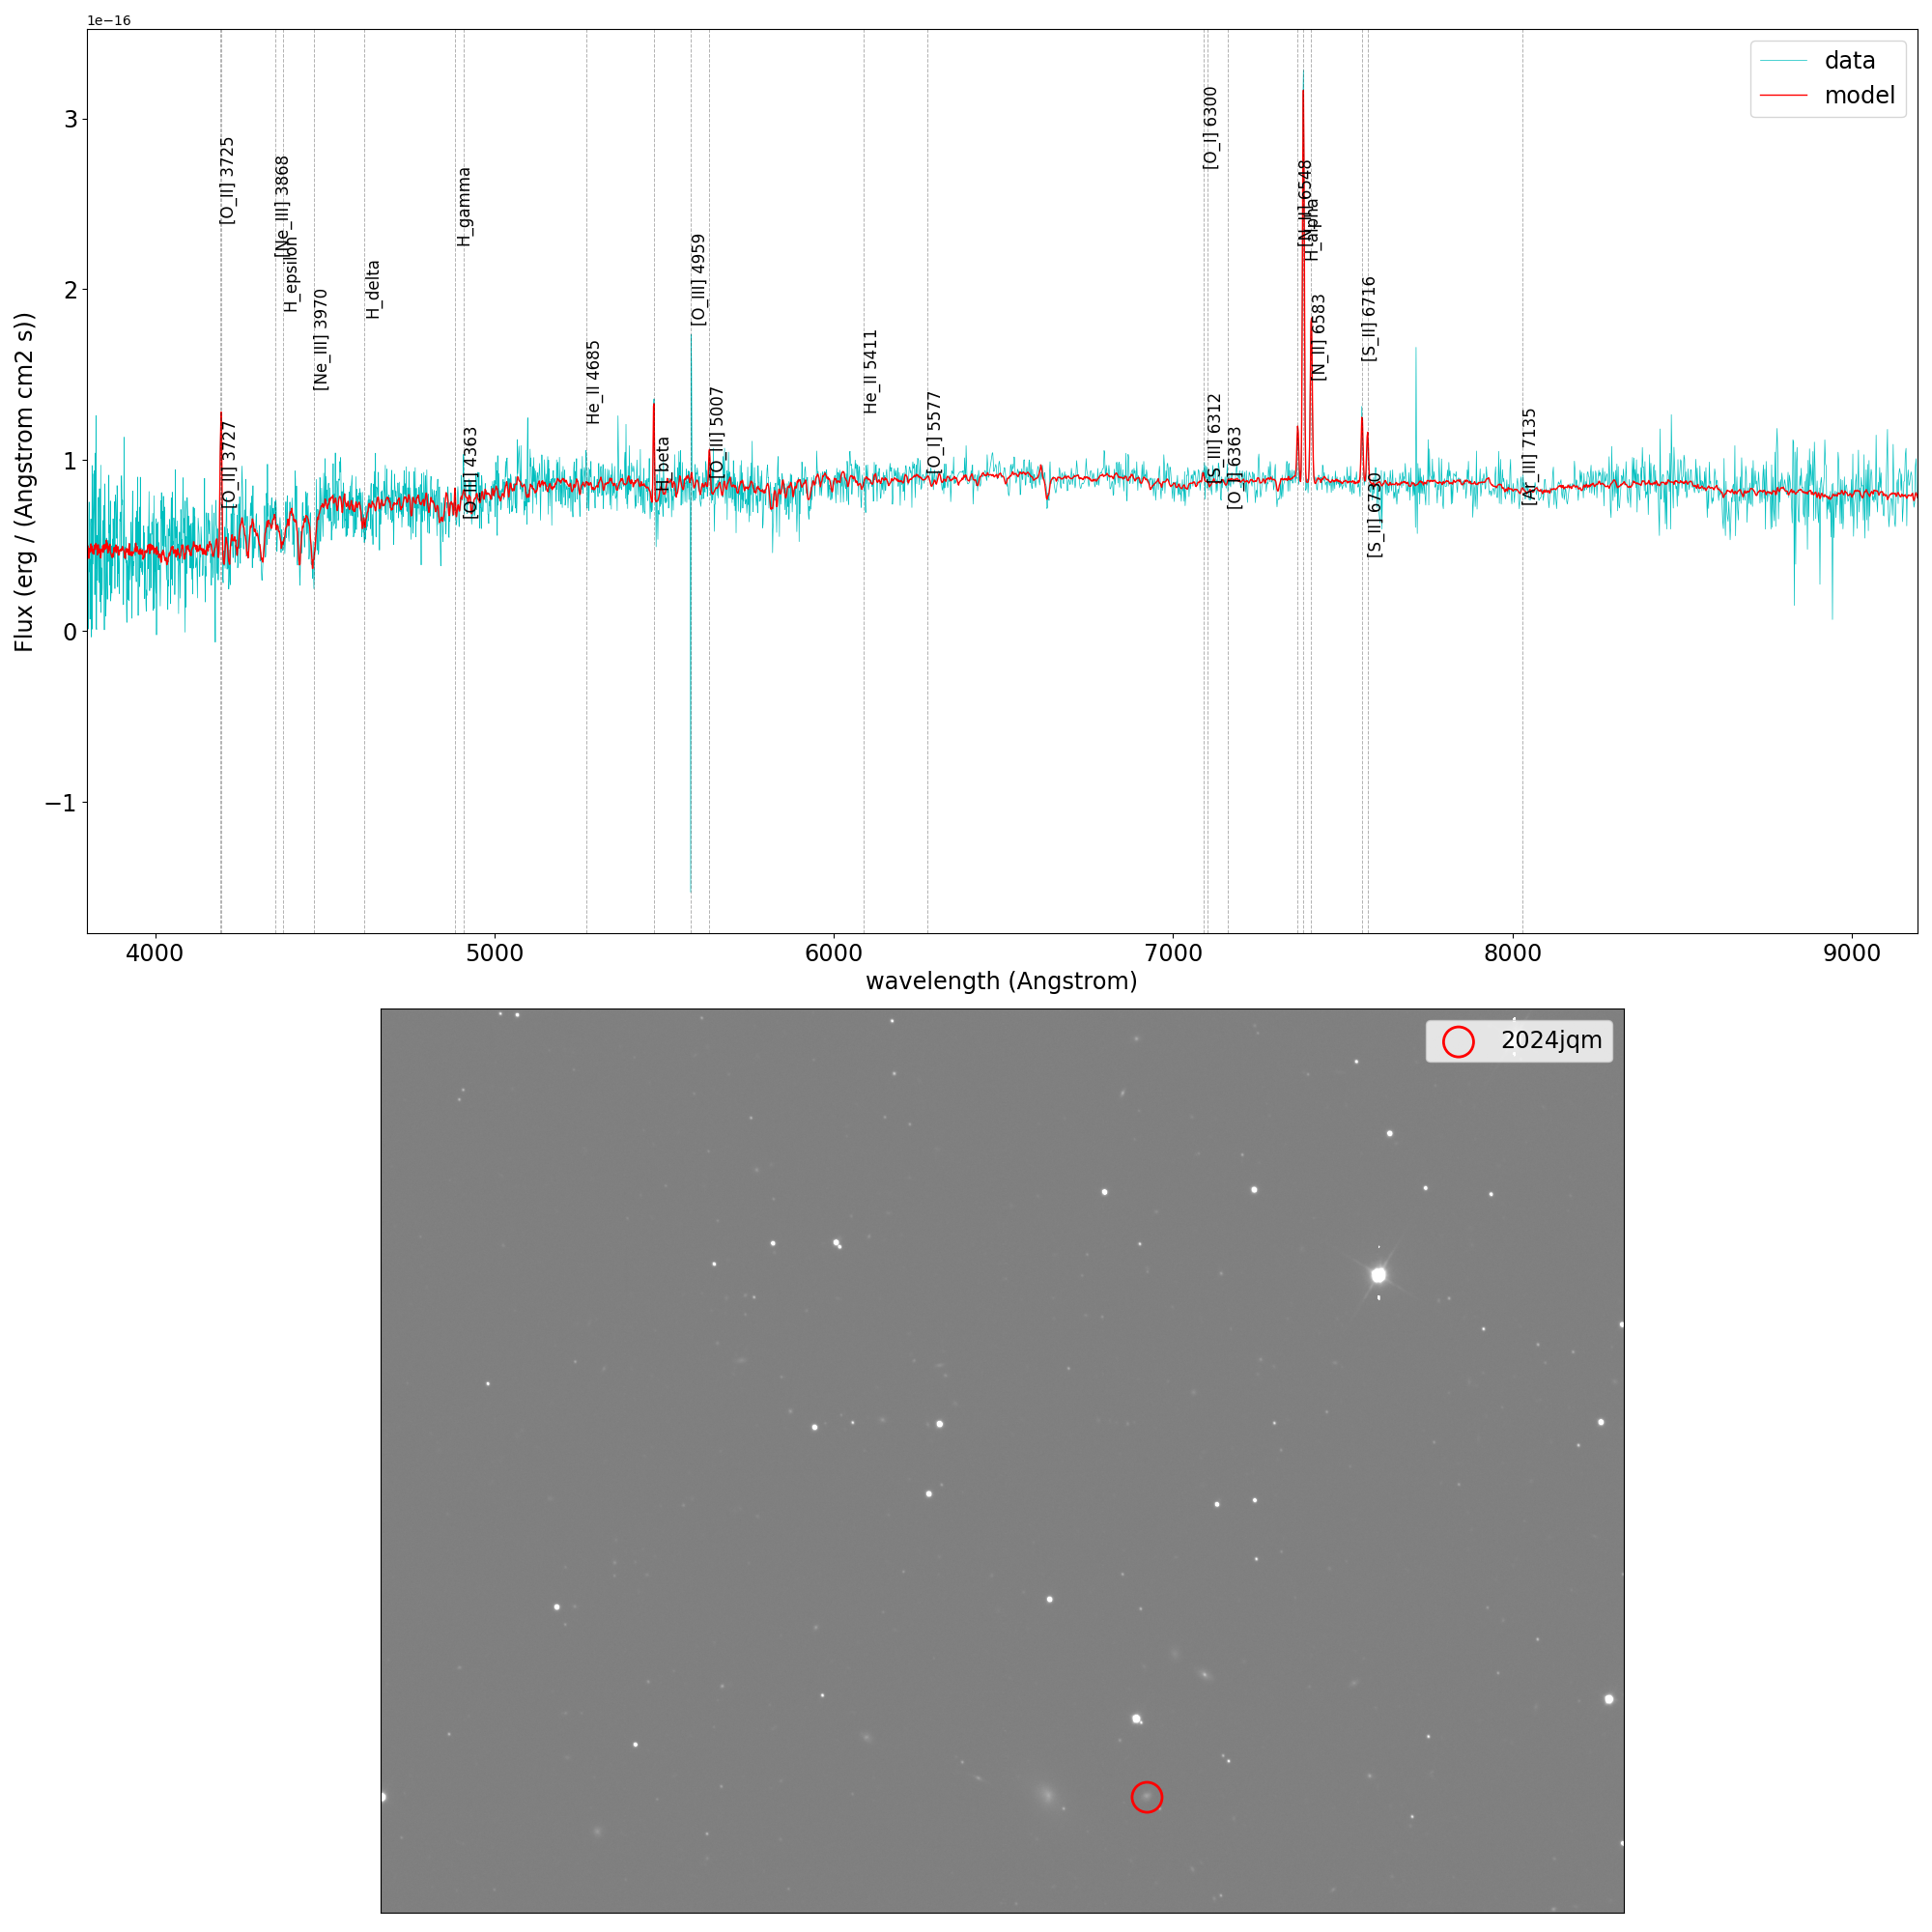 1e−16
data
model
[O_I] 6300
[O_II] 3725
[Ne_III] 3868
H_gamma
[N_II] 6548
H_alpha
H_epsilon
H_delta
[O_III] 4959
[S_II] 6716
[Ne_III] 3970
[N_II] 6583
He_II 4685
He_II 5411
[O_II] 3727
[O_III] 4363
H_beta
[O_III] 5007
[O_I] 5577
[S_III] 6312
[O_I] 6363
[S_II] 6730
[Ar_III] 7135
3
2
1
0
−1
Flux (erg / (Angstrom cm2 s))
4000 5000 6000 7000 8000 9000
wavelength (Angstrom)
2024jqm